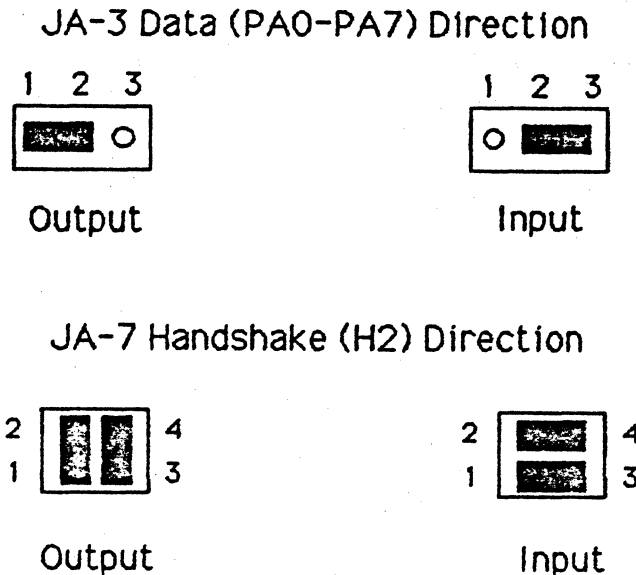 JA-3 Data (PA0-PA7) Direction
1 2 3
1 2 3
Output
Input
JA-7 Handshake (H2) Direction
2 4
1 3
2 4
1 3
Output
Input